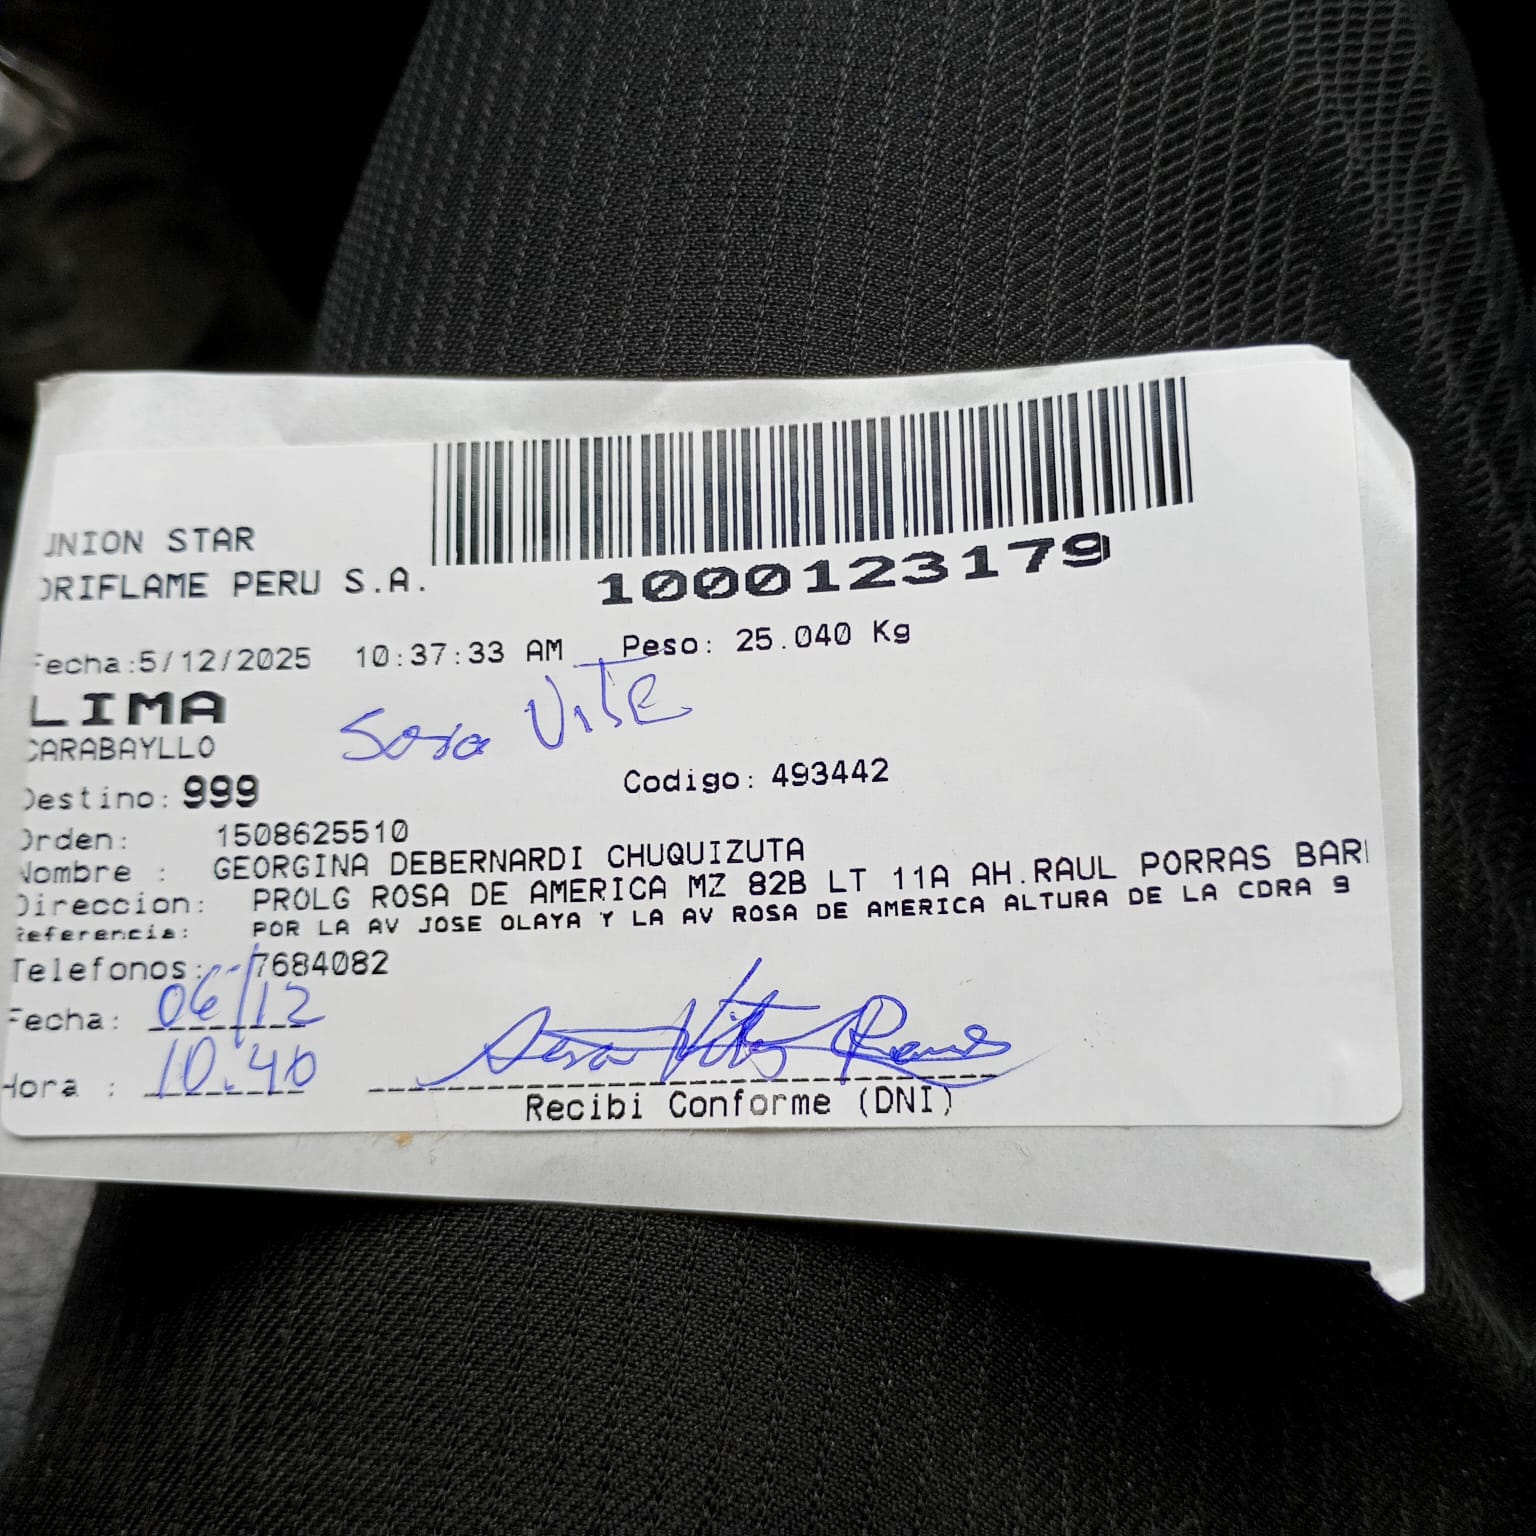 UNION STAR
ORIFLAME PERU S.A.
1000123179
Fecha:5/12/2025 10:37:33 AM Peso: 25.040 Kg
LIMA
CARABAYLLO
Vite
Destino: 999 Codigo: 493442
Orden: 1508625510
Nombre : GEORGINA DEBERNARDI CHUQUIZUTA
Direccion: PROLG ROSA DE AMERICA MZ 82B LT 11A AH.RAUL PORRAS BAR
Referencia: POR LA AV JOSE OLAYA Y LA AV ROSA DE AMERICA ALTURA DE LA CDRA 9
Telefonos: --/7684082
Fecha: 06/12
Hora : 10:40
Recibi Conforme (DNI)